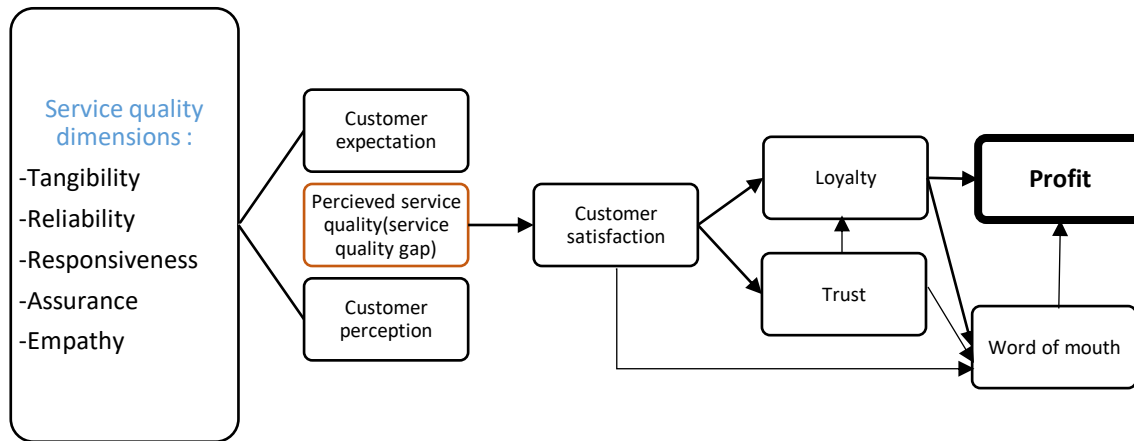 Service quality
dimensions :
-Tangibility
-Reliability
-Responsiveness
-Assurance
-Empathy
Customer
expectation
Percieved service
quality(service
quality gap)
Customer
perception
Customer
satisfaction
Loyalty
Trust
Profit
Word of mouth